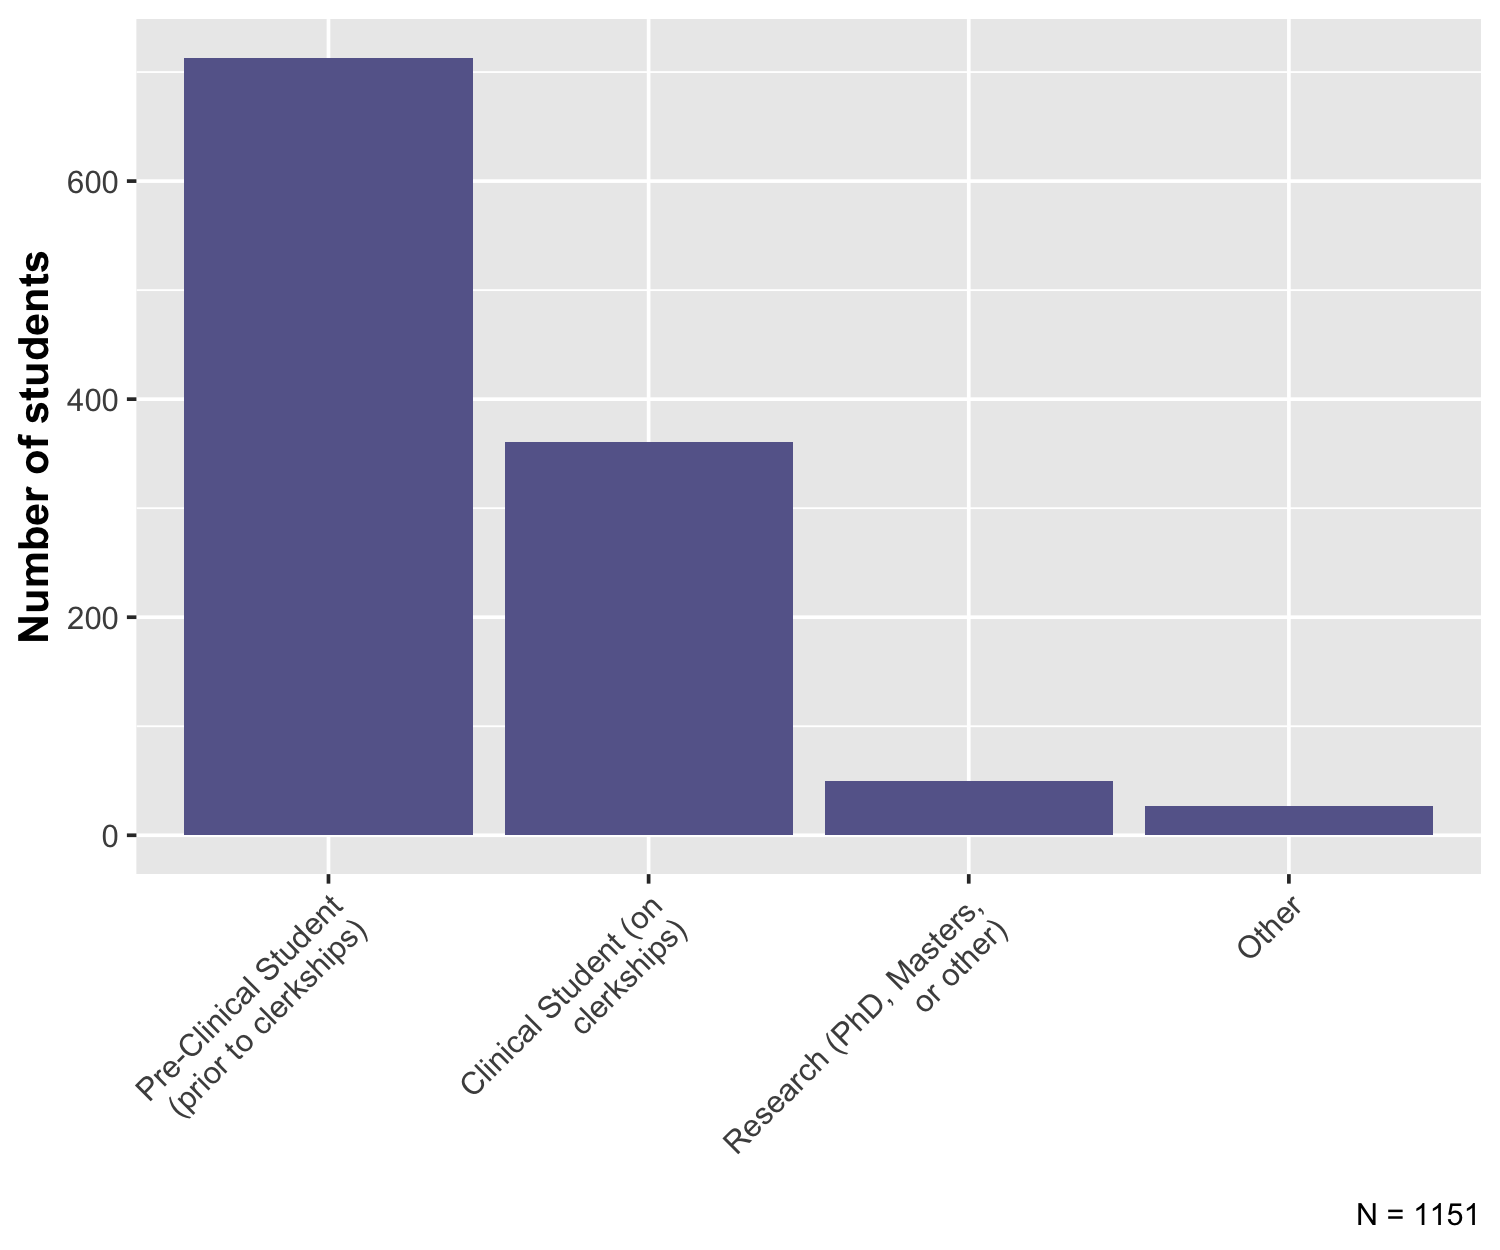 Number of students
600
400
200
0
Pre-Clinical Student
(prior to clerkships)
Clinical Student (on
clerkships)
Research (PhD, Masters,
or other)
Other
N = 1151